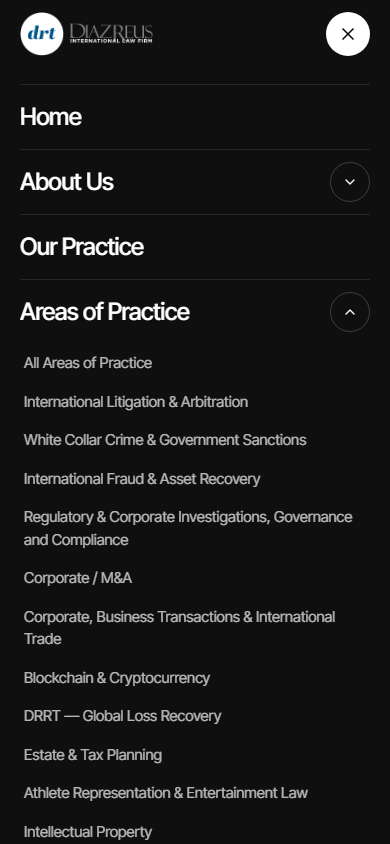 drt DIAZREUS
INTERNATIONAL LAW FIRM
Home
About Us
Our Practice
Areas of Practice
All Areas of Practice
International Litigation & Arbitration
White Collar Crime & Government Sanctions
International Fraud & Asset Recovery
Regulatory & Corporate Investigations, Governance
and Compliance
Corporate / M&A
Corporate, Business Transactions & International
Trade
Blockchain & Cryptocurrency
DRRT — Global Loss Recovery
Estate & Tax Planning
Athlete Representation & Entertainment Law
Intellectual Property